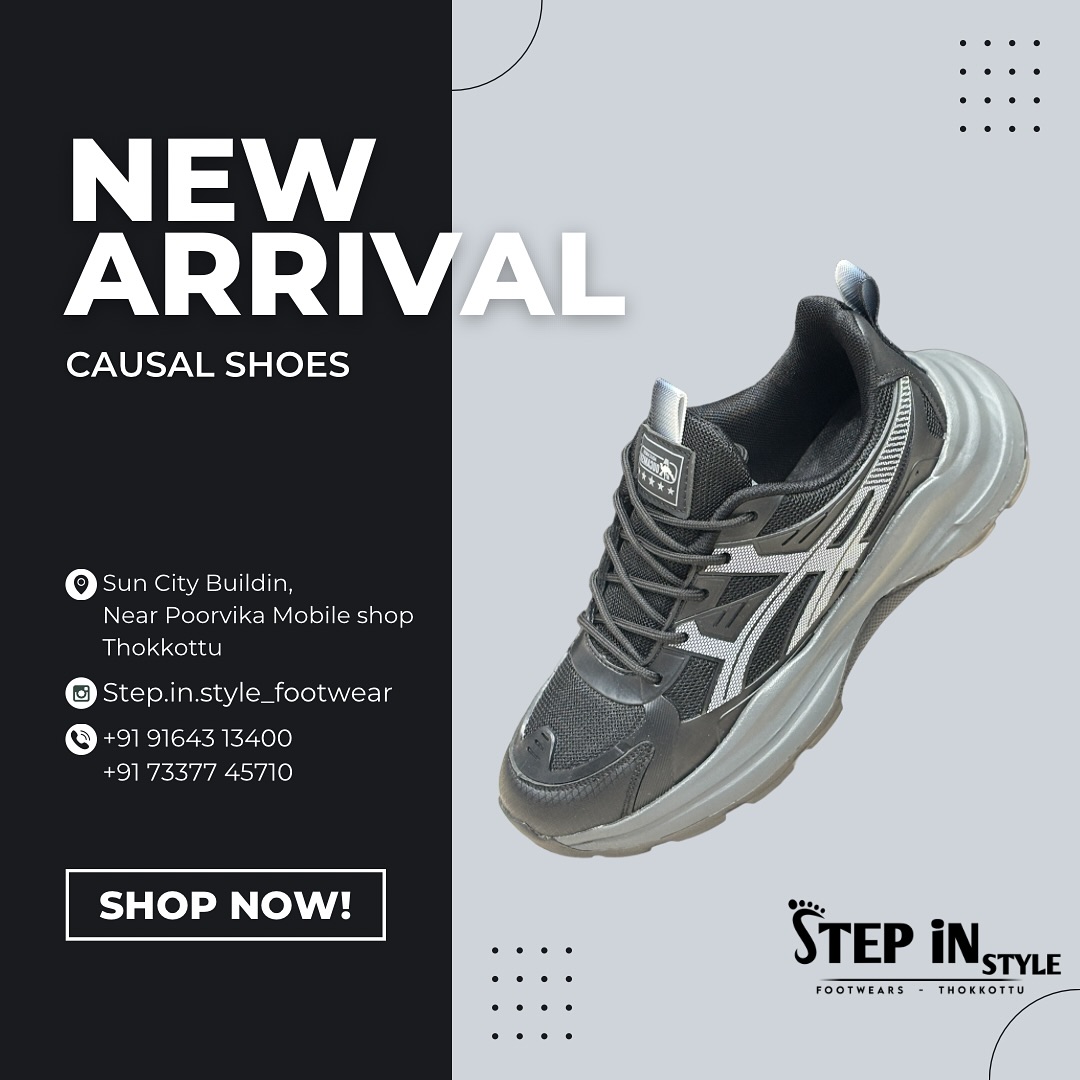 NEW
ARRIVAL
CAUSAL SHOES
Sun City Buildin,
Near Poorvika Mobile shop
Thokkottu
Step.in.style_footwear
+91 91643 13400
+91 73377 45710
SHOP NOW!
STEP iN
STYLE
FOOTWEARS - THOKKOTTU